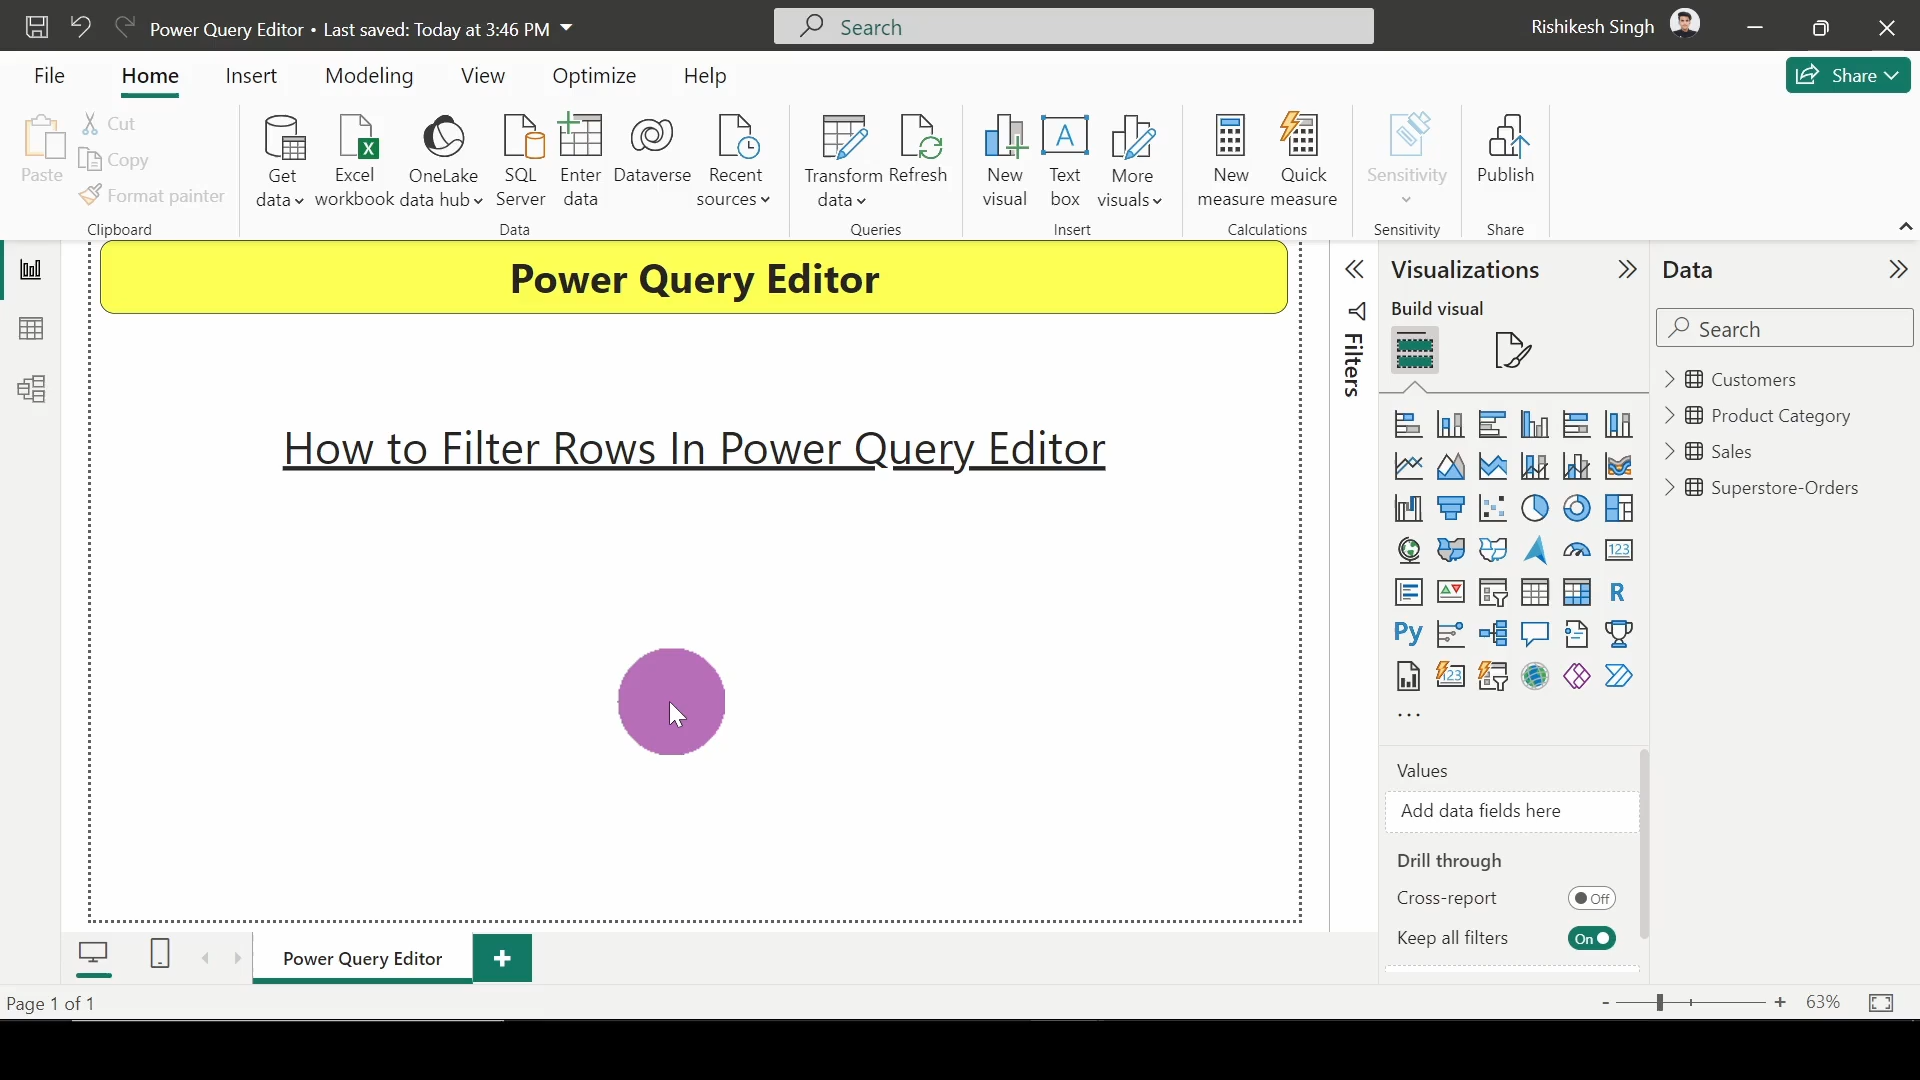 Power Query Editor • Last saved: Today at 3:46 PM
Search
Rishikesh Singh
File
Home
Insert
Modeling
View
Optimize
Help
Share
Paste
Cut
Copy
Format painter
Clipboard
Get
data
Excel
workbook
OneLake
data hub
SQL
Server
Enter
data
Dataverse
Recent
sources
Data
Transform
data
Refresh
Queries
New
visual
Text
box
More
visuals
Insert
New
measure
Quick
measure
Calculations
Sensitivity
Sensitivity
Publish
Share
Power Query Editor
How to Filter Rows In Power Query Editor
Filters
Visualizations
Build visual
123
R
Py
123
...
Values
Add data fields here
Drill through
Cross-report
Off
Keep all filters
On
Data
Search
Customers
Product Category
Sales
Superstore-Orders
Power Query Editor
Page 1 of 1
63%